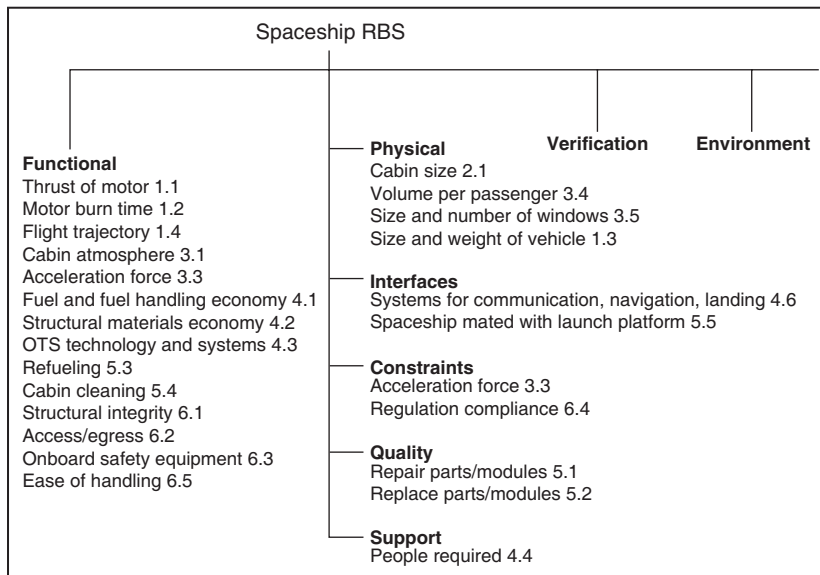 Spaceship RBS
Functional
Thrust of motor 1.1
Motor burn time 1.2
Flight trajectory 1.4
Cabin atmosphere 3.1
Acceleration force 3.3
Fuel and fuel handling economy 4.1
Structural materials economy 4.2
OTS technology and systems 4.3
Refueling 5.3
Cabin cleaning 5.4
Structural integrity 6.1
Access/egress 6.2
Onboard safety equipment 6.3
Ease of handling 6.5
Physical
Cabin size 2.1
Volume per passenger 3.4
Size and number of windows 3.5
Size and weight of vehicle 1.3
Interfaces
Systems for communication, navigation, landing 4.6
Spaceship mated with launch platform 5.5
Constraints
Acceleration force 3.3
Regulation compliance 6.4
Quality
Repair parts/modules 5.1
Replace parts/modules 5.2
Support
People required 4.4
Verification
Environment